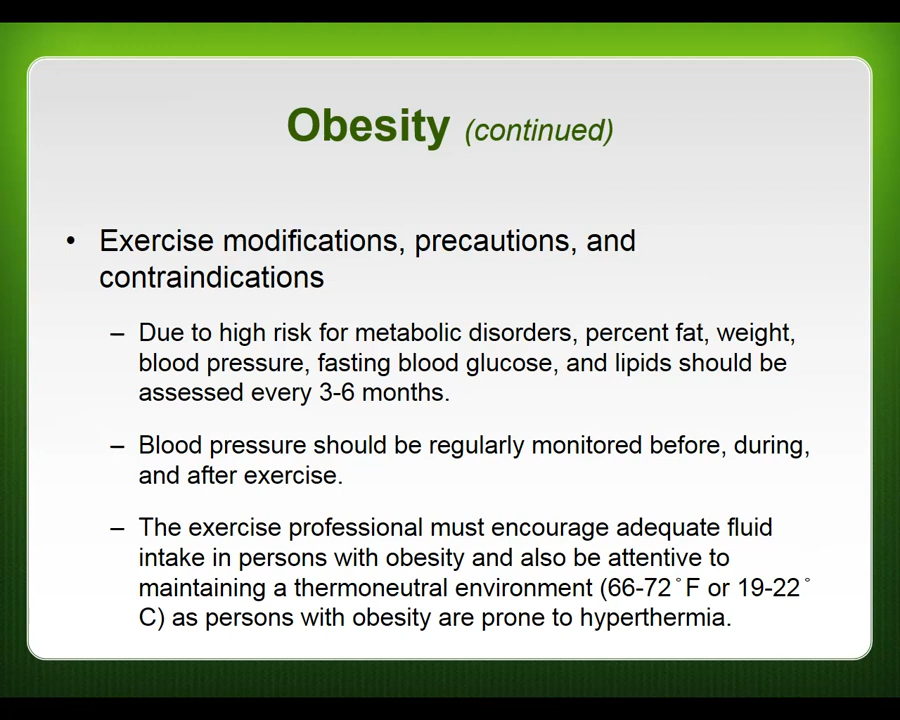 Obesity (continued)
• Exercise modifications, precautions, and
contraindications
– Due to high risk for metabolic disorders, percent fat, weight,
blood pressure, fasting blood glucose, and lipids should be
assessed every 3-6 months.
– Blood pressure should be regularly monitored before, during,
and after exercise.
– The exercise professional must encourage adequate fluid
intake in persons with obesity and also be attentive to
maintaining a thermoneutral environment (66-72˚F or 19-22˚
C) as persons with obesity are prone to hyperthermia.